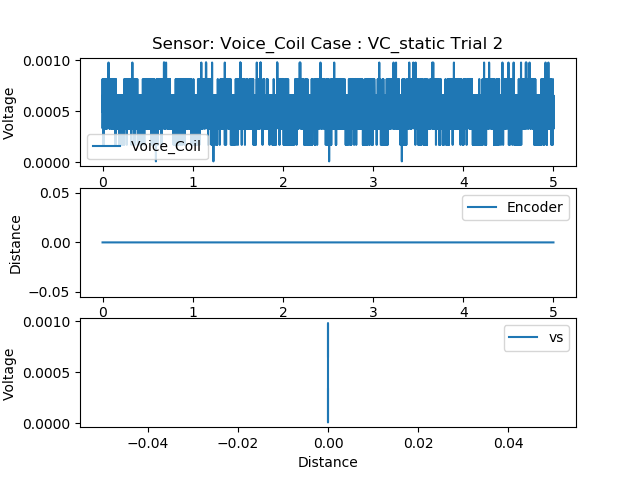 Sensor: Voice_Coil Case : VC_static Trial 2
0.0010
0.0005
0.0000
Voltage
Voice_Coil
0 1 2 3 4 5
0.05
0.00
−0.05
Distance
Encoder
0 1 2 3 4 5
0.0010
0.0005
0.0000
Voltage
vs
−0.04 −0.02 0.00 0.02 0.04
Distance